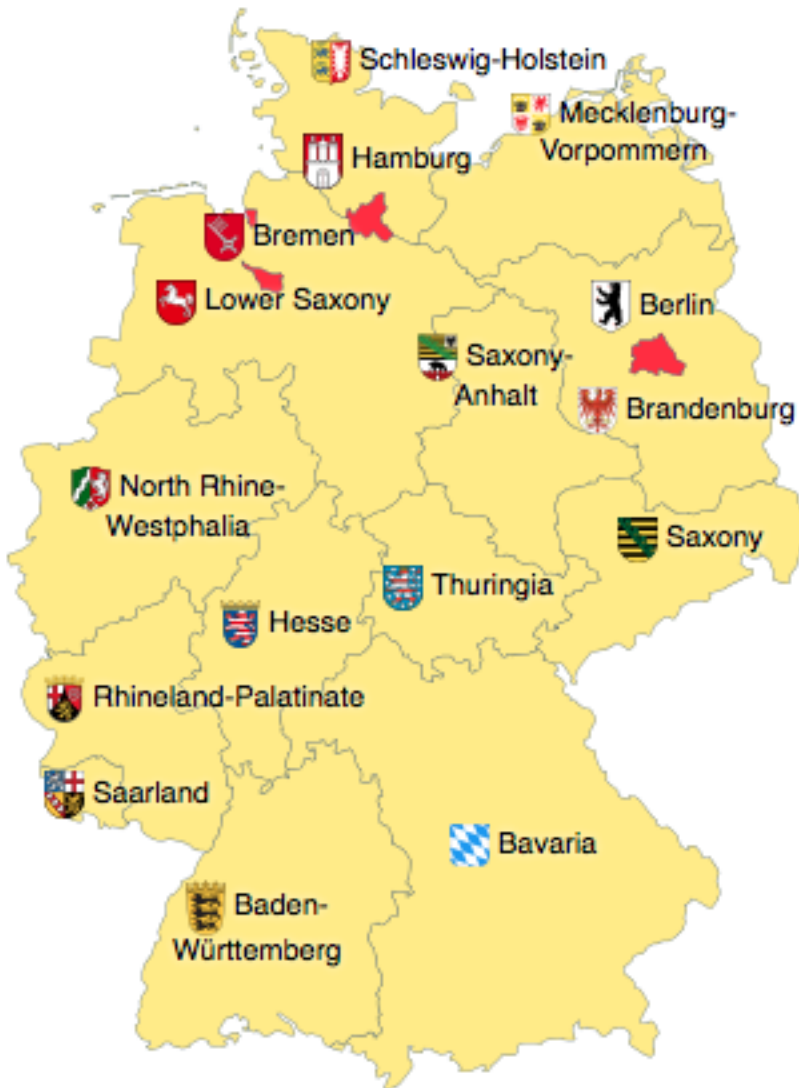 Schleswig-Holstein
Mecklenburg-
Vorpommern
Hamburg
Bremen
Lower Saxony
Berlin
Saxony-
Anhalt
Brandenburg
North Rhine-
Westphalia
Saxony
Thuringia
Hesse
Rhineland-Palatinate
Saarland
Bavaria
Baden-
Württemberg